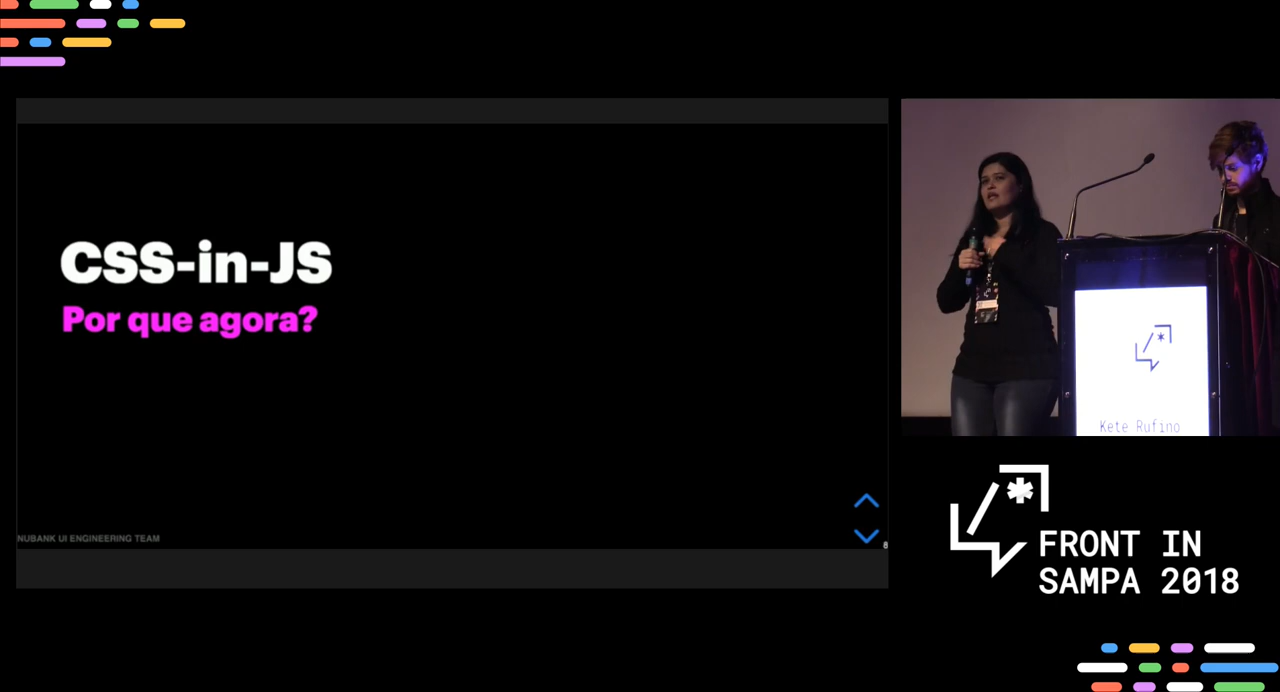 CSS-in-JS
Por que agora?
NUBANK UI ENGINEERING TEAM
8
Kete Rufino
FRONT IN
SAMPA 2018